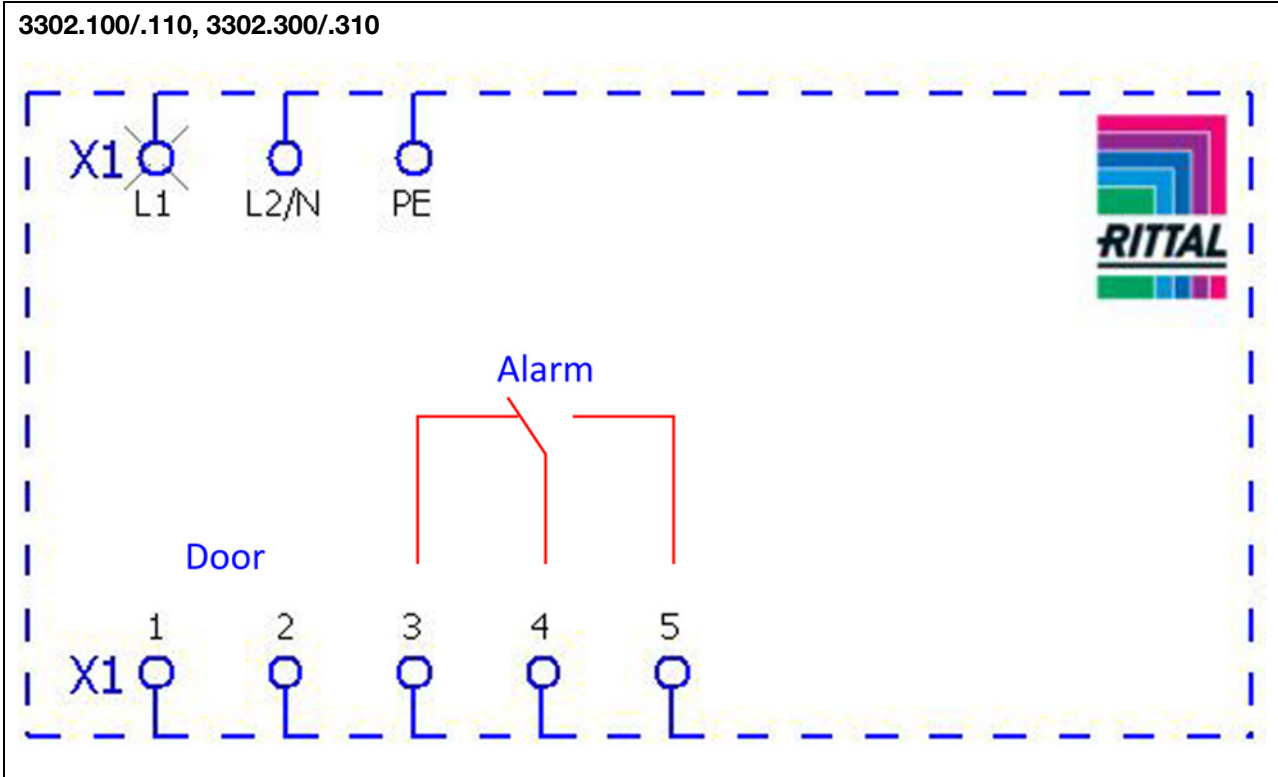 3302.100/.110, 3302.300/.310
X1
L1 L2/N PE
RITTAL
Alarm
Door
1 2 3 4 5
X1